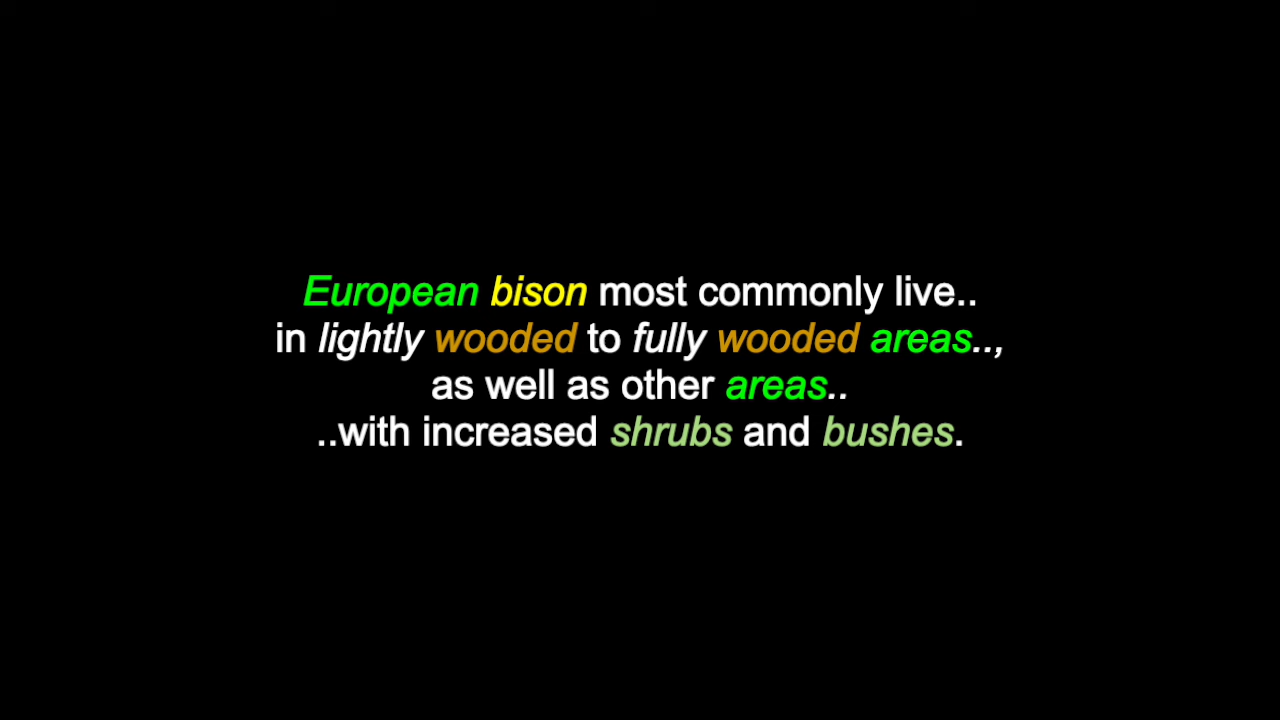 European bison most commonly live..
in lightly wooded to fully wooded areas..,
as well as other areas..
..with increased shrubs and bushes.